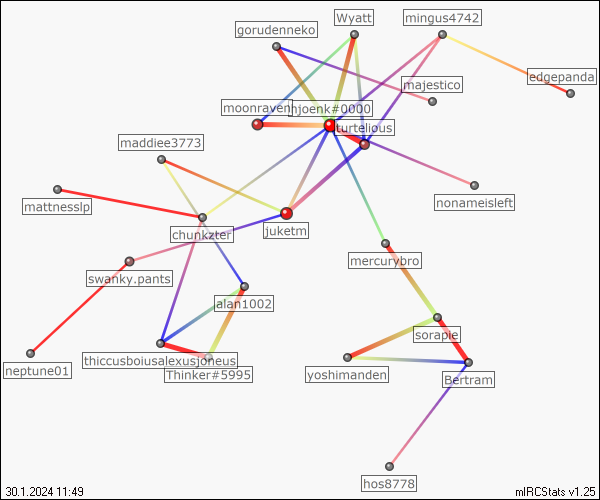 Wyatt
mingus4742
gorudenneko
edgepanda
majestico
moonraven
hjoenk#0000
turtelious
maddiee3773
nonameisleft
mattnesslp
chunkzer
juketm
mercurybro
swanky.pants
alan1002
sorapie
thiccusboiusalexusjoneus
neptune01
Thinker#5995
yoshimanden
Bertram
hos8778
30.1.2024 11:49
mIRCStats v1.25